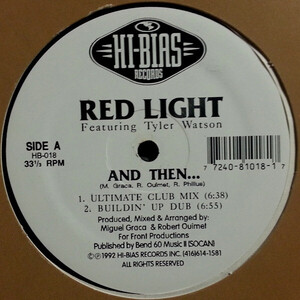 HI-BIAS
RECORDS
RED LIGHT
Featuring Tyler Watson
SIDE A
HB-018
33⅓ RPM
7 7240-81018-1 7
AND THEN...
(M. Graca, R. Ouimet, R. Phillus)
1. ULTIMATE CLUB MIX (6:38)
2. BUILDIN' UP DUB (6:55)
Produced, Mixed & Arranged by:
Miguel Graca & Robert Ouimet
For Front Productions
Published by Bend 60 Music II (SOCAN)
© ℗ 1992 HI-BIAS RECORDS INC. (416)614-1581
ALL RIGHTS RESERVED